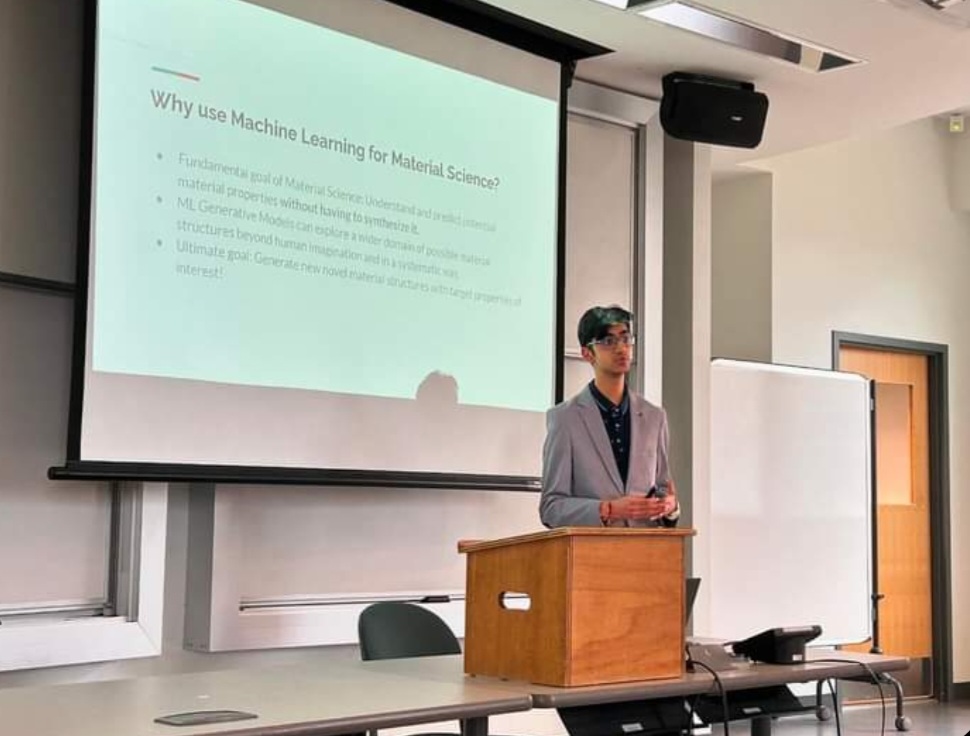 Why use Machine Learning for Material Science?
Fundamental goal of Material Science: Understand and predict potential
material properties without having to synthesize it.
ML Generative Models can explore a wider domain of possible material
structures beyond human imagination and in a systematic way.
Ultimate goal: Generate new novel material structures with target properties of
interest!